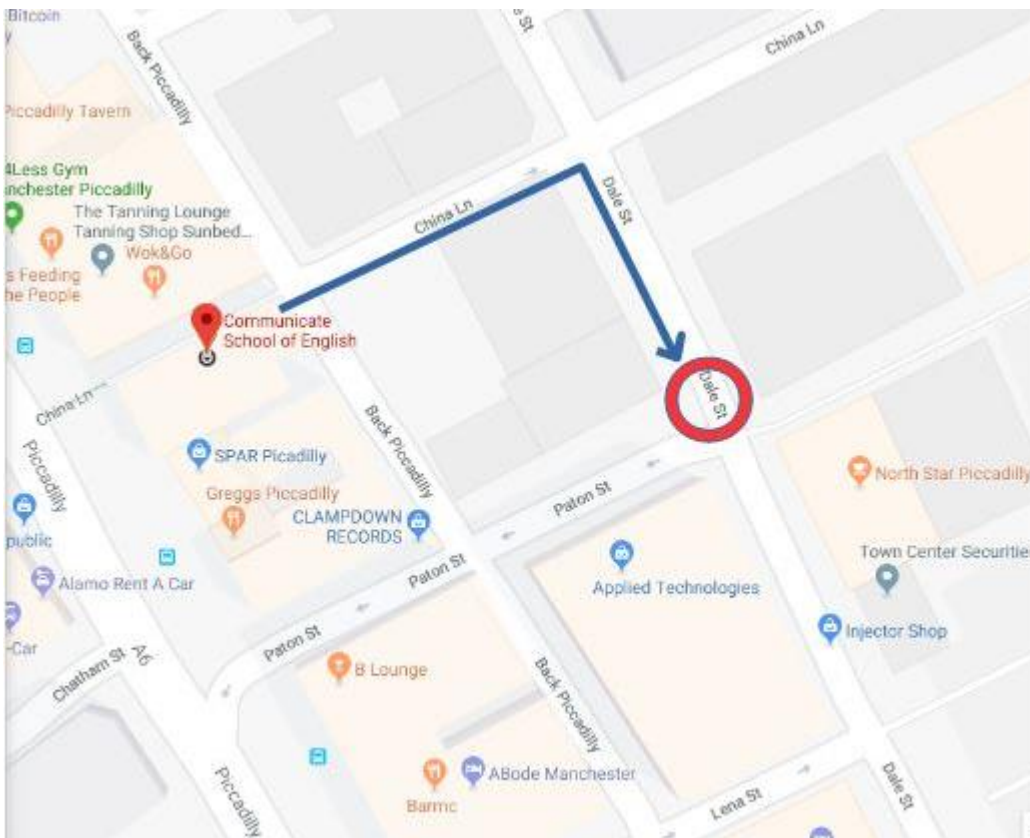 Bitcoin
Back Piccadilly
St
China Ln
Piccadilly Tavern
4Less Gym
nchester Piccadilly
The Tanning Lounge
Tanning Shop Sunbed...
Wok&Go
s Feeding
he People
China Ln
Dale St
Communicate
School of English
China Ln
Dale St
Back Piccadilly
Piccadilly
SPAR Picadilly
Greggs Piccadilly
CLAMPDOWN
RECORDS
North Star Piccadilly
Paton St
public
Alamo Rent A Car
Paton St
Applied Technologies
Town Center Securitie
-Car
Injector Shop
Paton St
Chatham St
A6
B Lounge
Back Piccadilly
Piccadilly
ABode Manchester
Barmc
Lena St
Dale St